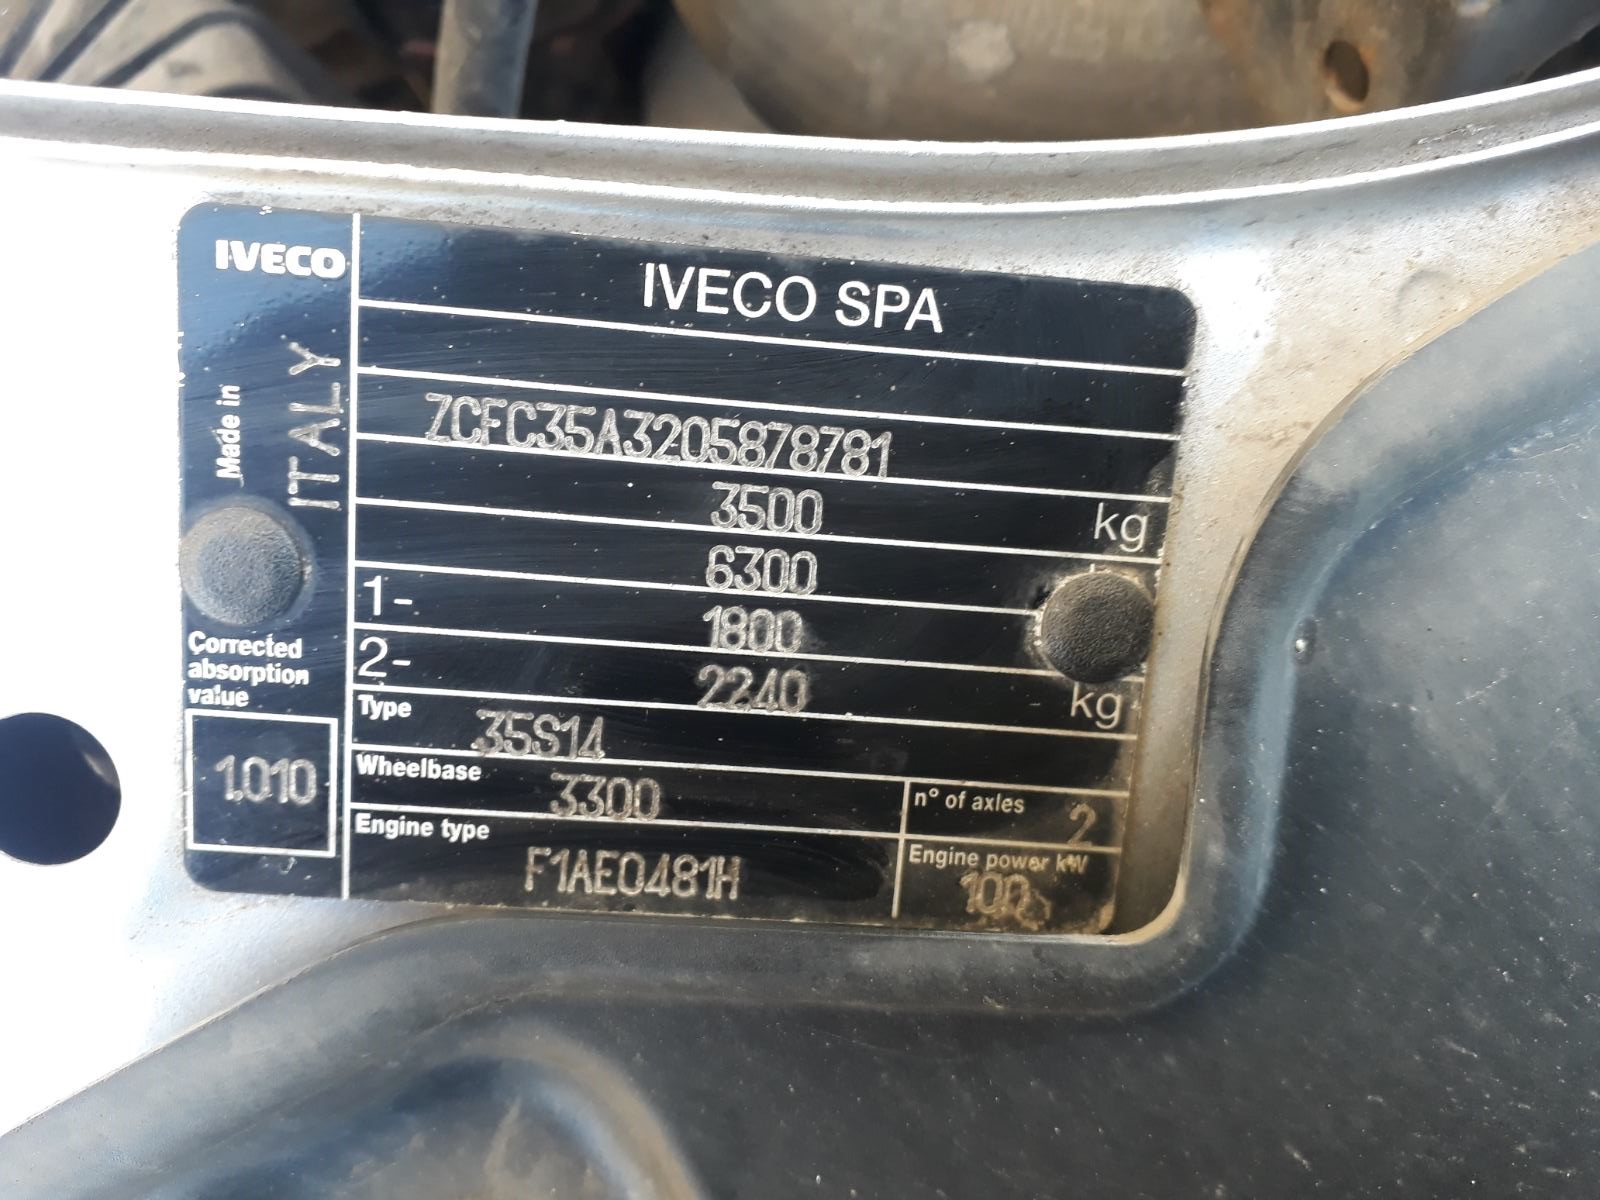 IVECO
IVECO SPA
Made in
ITALY
ZCFC35A3205878781
3500 kg
6300
1- 1800
2- 2240 kg
Corrected
absorption
value
1.010
Type 35S14
Wheelbase 3300
n° of axles 2
Engine type F1AE0481H
Engine power kW
100